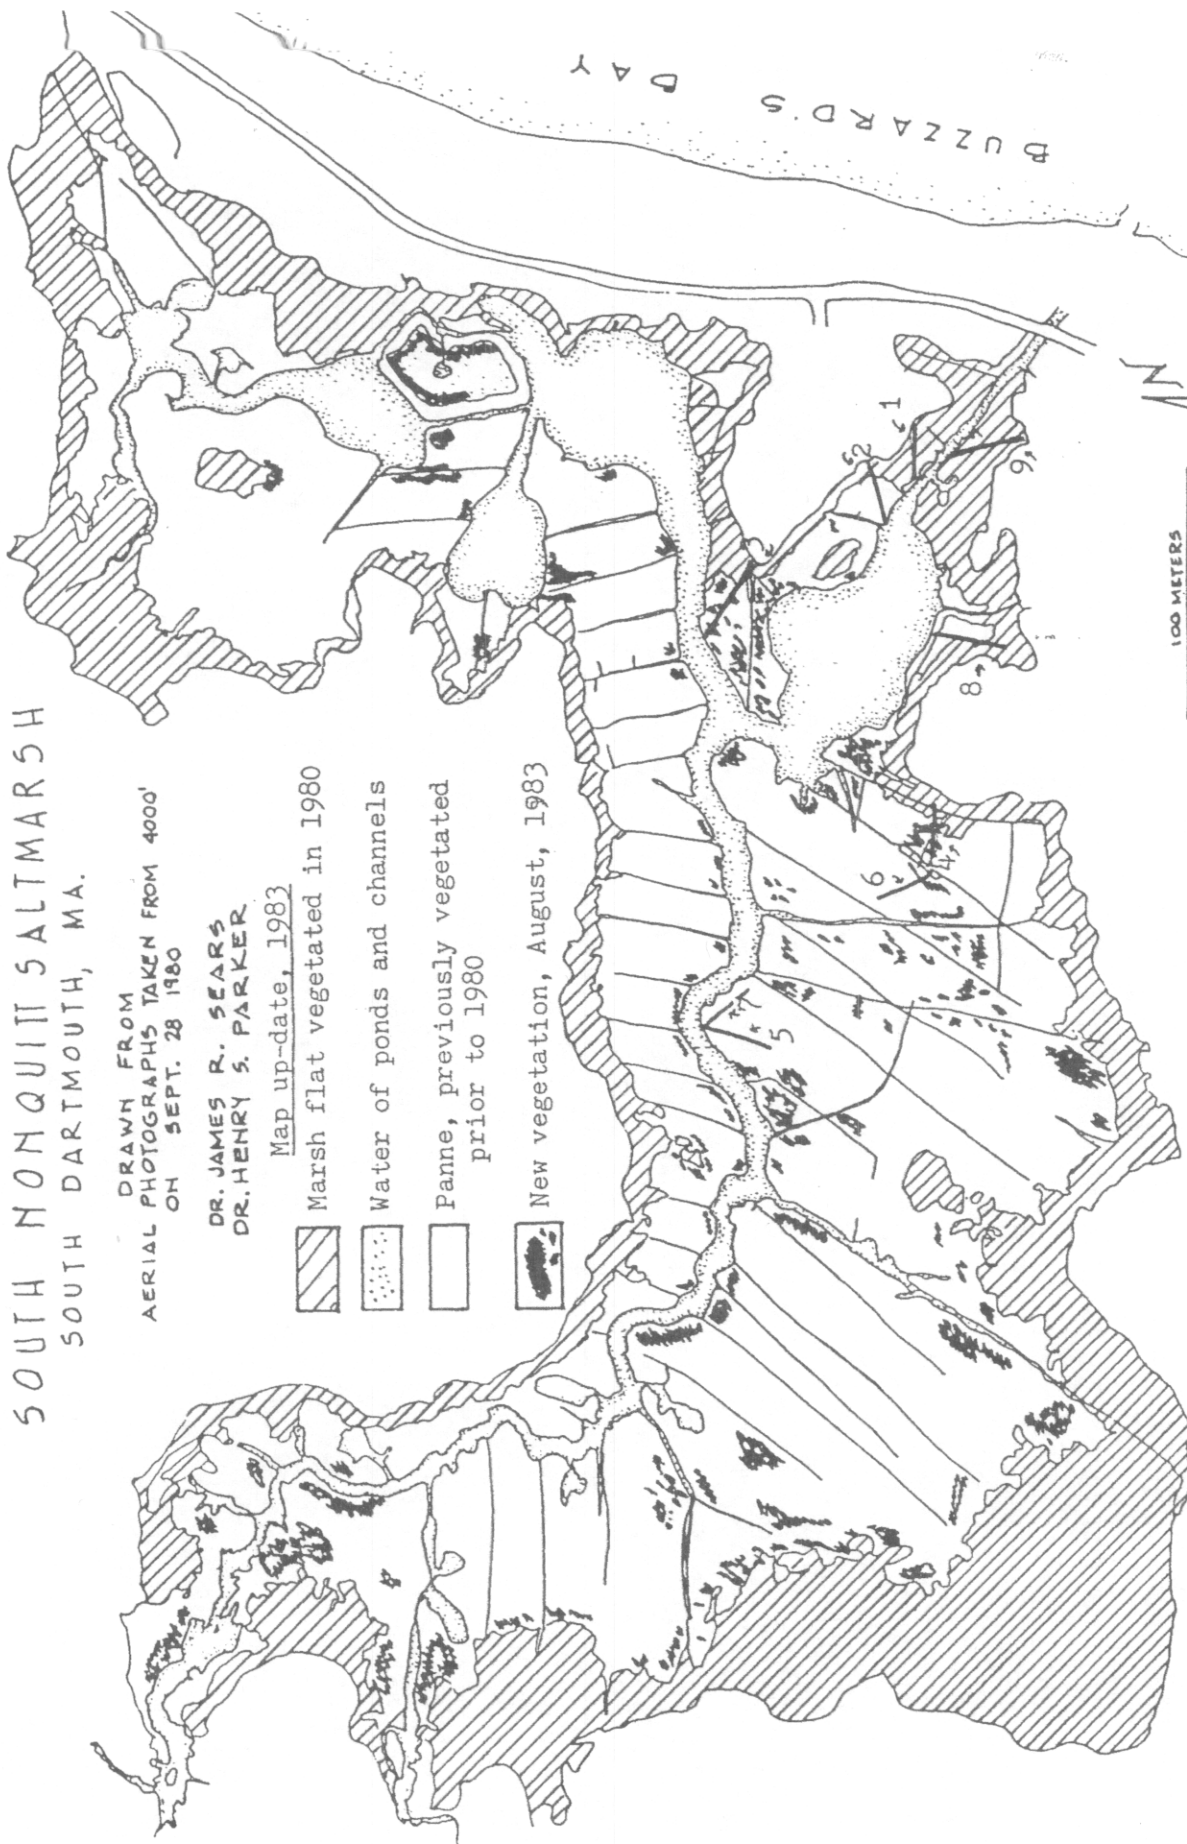 SOUTH NONQUITT SALTMARSH
SOUTH DARTMOUTH, MA.
DRAWN FROM
AERIAL PHOTOGRAPHS TAKEN FROM 4000'
ON SEPT. 28 1980
DR. JAMES R. SEARS
DR. HENRY S. PARKER
Map up-date, 1983
Marsh flat vegetated in 1980
Water of ponds and channels
Panne, previously vegetated
prior to 1980
New vegetation, August, 1983
BUZZARD'S BAY
1
2
3
4
5
6
7
8
9
N
100 METERS